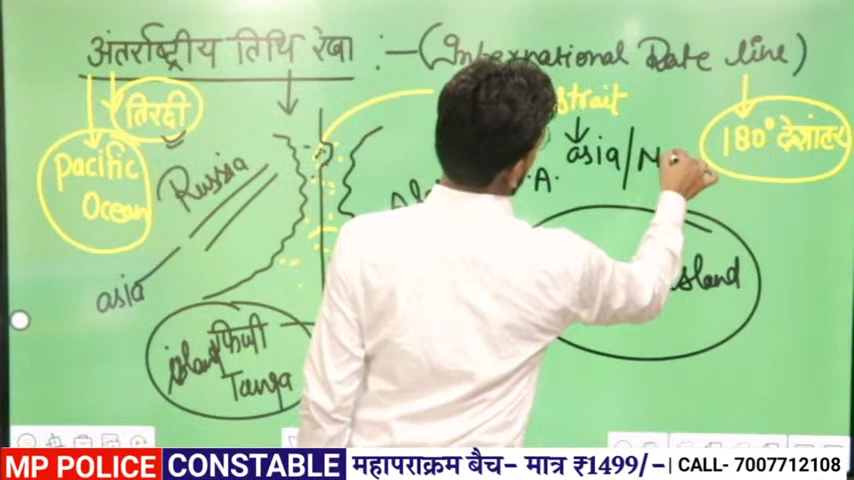 अंतर्राष्ट्रीय तिथि रेखा :-(International Date line)
तिरछी
strait
180° देशांतर
Pacific
Ocean
Russia
asia/N
.A.
asia
island फिजी
Tanga
island
MP POLICE CONSTABLE महापराक्रम बैच- मात्र ₹1499/-| CALL- 7007712108